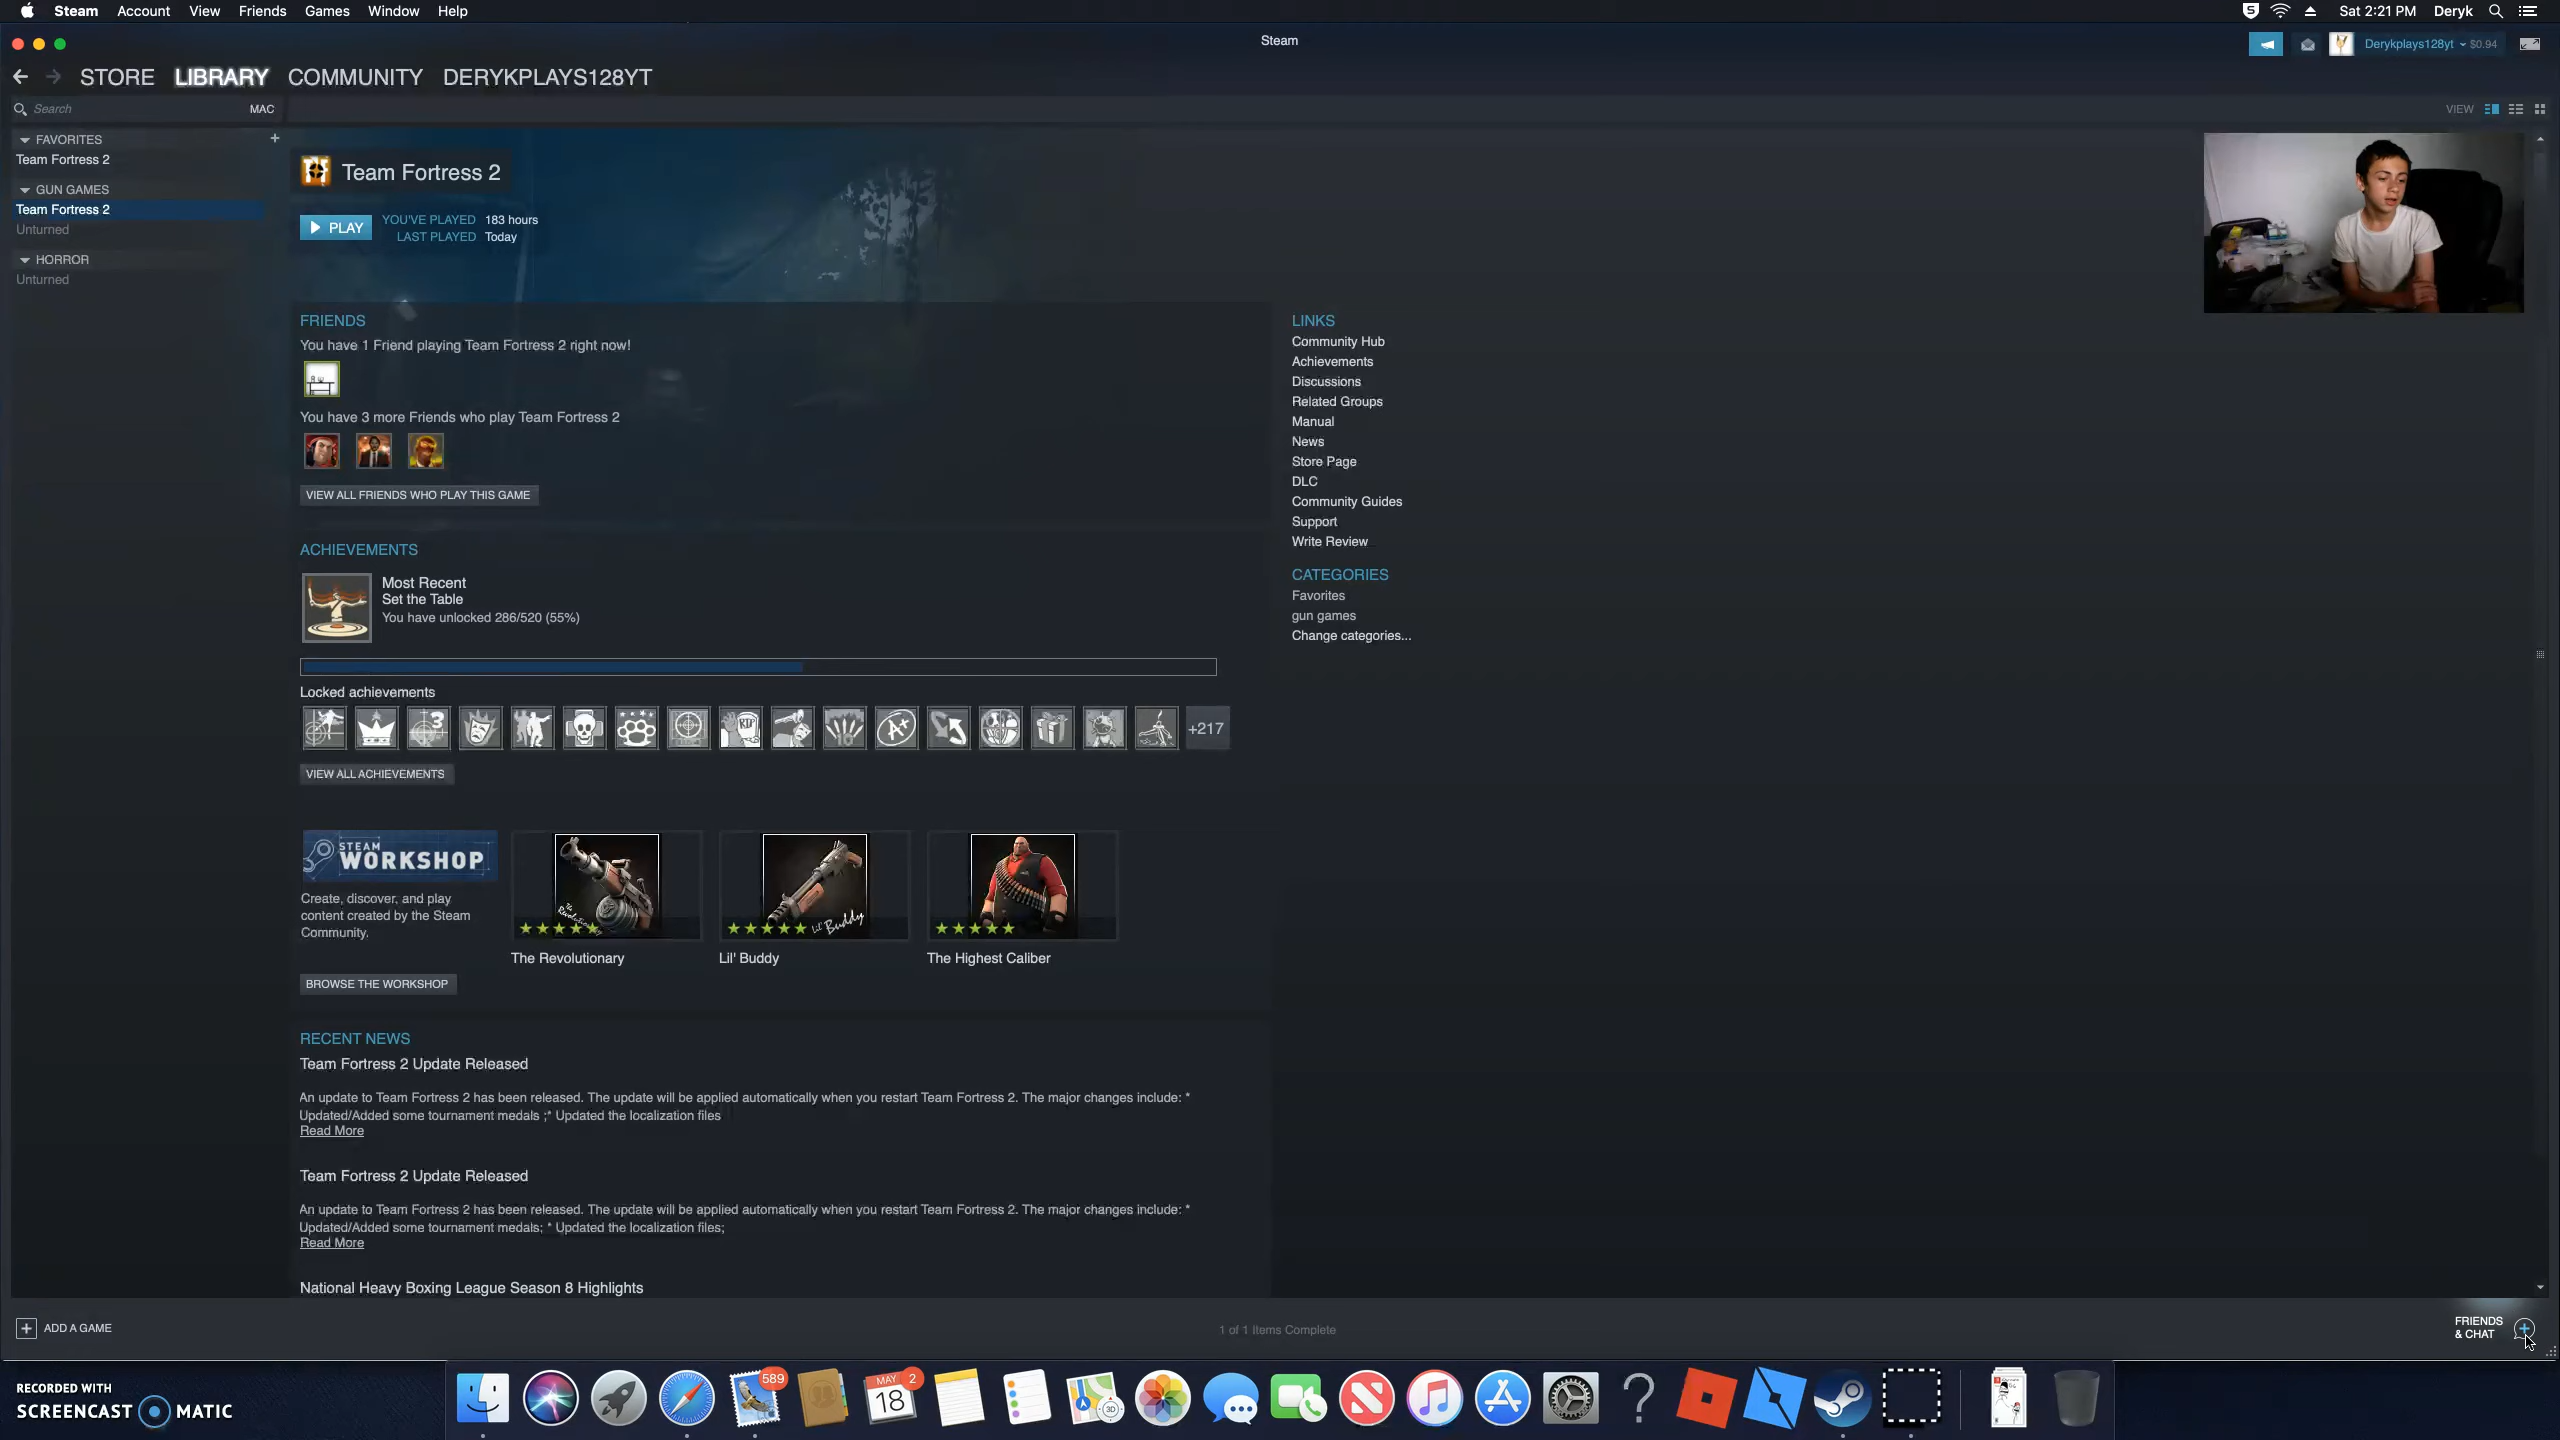 Steam Account View Friends Games Window Help
Sat 2:21 PM Deryk
Steam
Derykplays128yt $0.94
STORE LIBRARY COMMUNITY DERYKPLAYS128YT
Search MAC
VIEW
FAVORITES +
Team Fortress 2
GUN GAMES
Team Fortress 2
Unturned
HORROR
Unturned
Team Fortress 2
PLAY
YOU'VE PLAYED 183 hours
LAST PLAYED Today
FRIENDS
You have 1 Friend playing Team Fortress 2 right now!
You have 3 more Friends who play Team Fortress 2
VIEW ALL FRIENDS WHO PLAY THIS GAME
ACHIEVEMENTS
Most Recent
Set the Table
You have unlocked 286/520 (55%)
Locked achievements
3
RIP
A+
+217
VIEW ALL ACHIEVEMENTS
STEAM
WORKSHOP
Create, discover, and play
content created by the Steam
Community.
The Revolutionary
Lil' Buddy
Lil' Buddy
The Highest Caliber
BROWSE THE WORKSHOP
RECENT NEWS
Team Fortress 2 Update Released
An update to Team Fortress 2 has been released. The update will be applied automatically when you restart Team Fortress 2. The major changes include: *
Updated/Added some tournament medals ;* Updated the localization files
Read More
Team Fortress 2 Update Released
An update to Team Fortress 2 has been released. The update will be applied automatically when you restart Team Fortress 2. The major changes include: *
Updated/Added some tournament medals; * Updated the localization files;
Read More
National Heavy Boxing League Season 8 Highlights
LINKS
Community Hub
Achievements
Discussions
Related Groups
Manual
News
Store Page
DLC
Community Guides
Support
Write Review
CATEGORIES
Favorites
gun games
Change categories...
ADD A GAME
1 of 1 Items Complete
FRIENDS
& CHAT
RECORDED WITH
SCREENCAST MATIC
589
MAY
18
2
3D
?